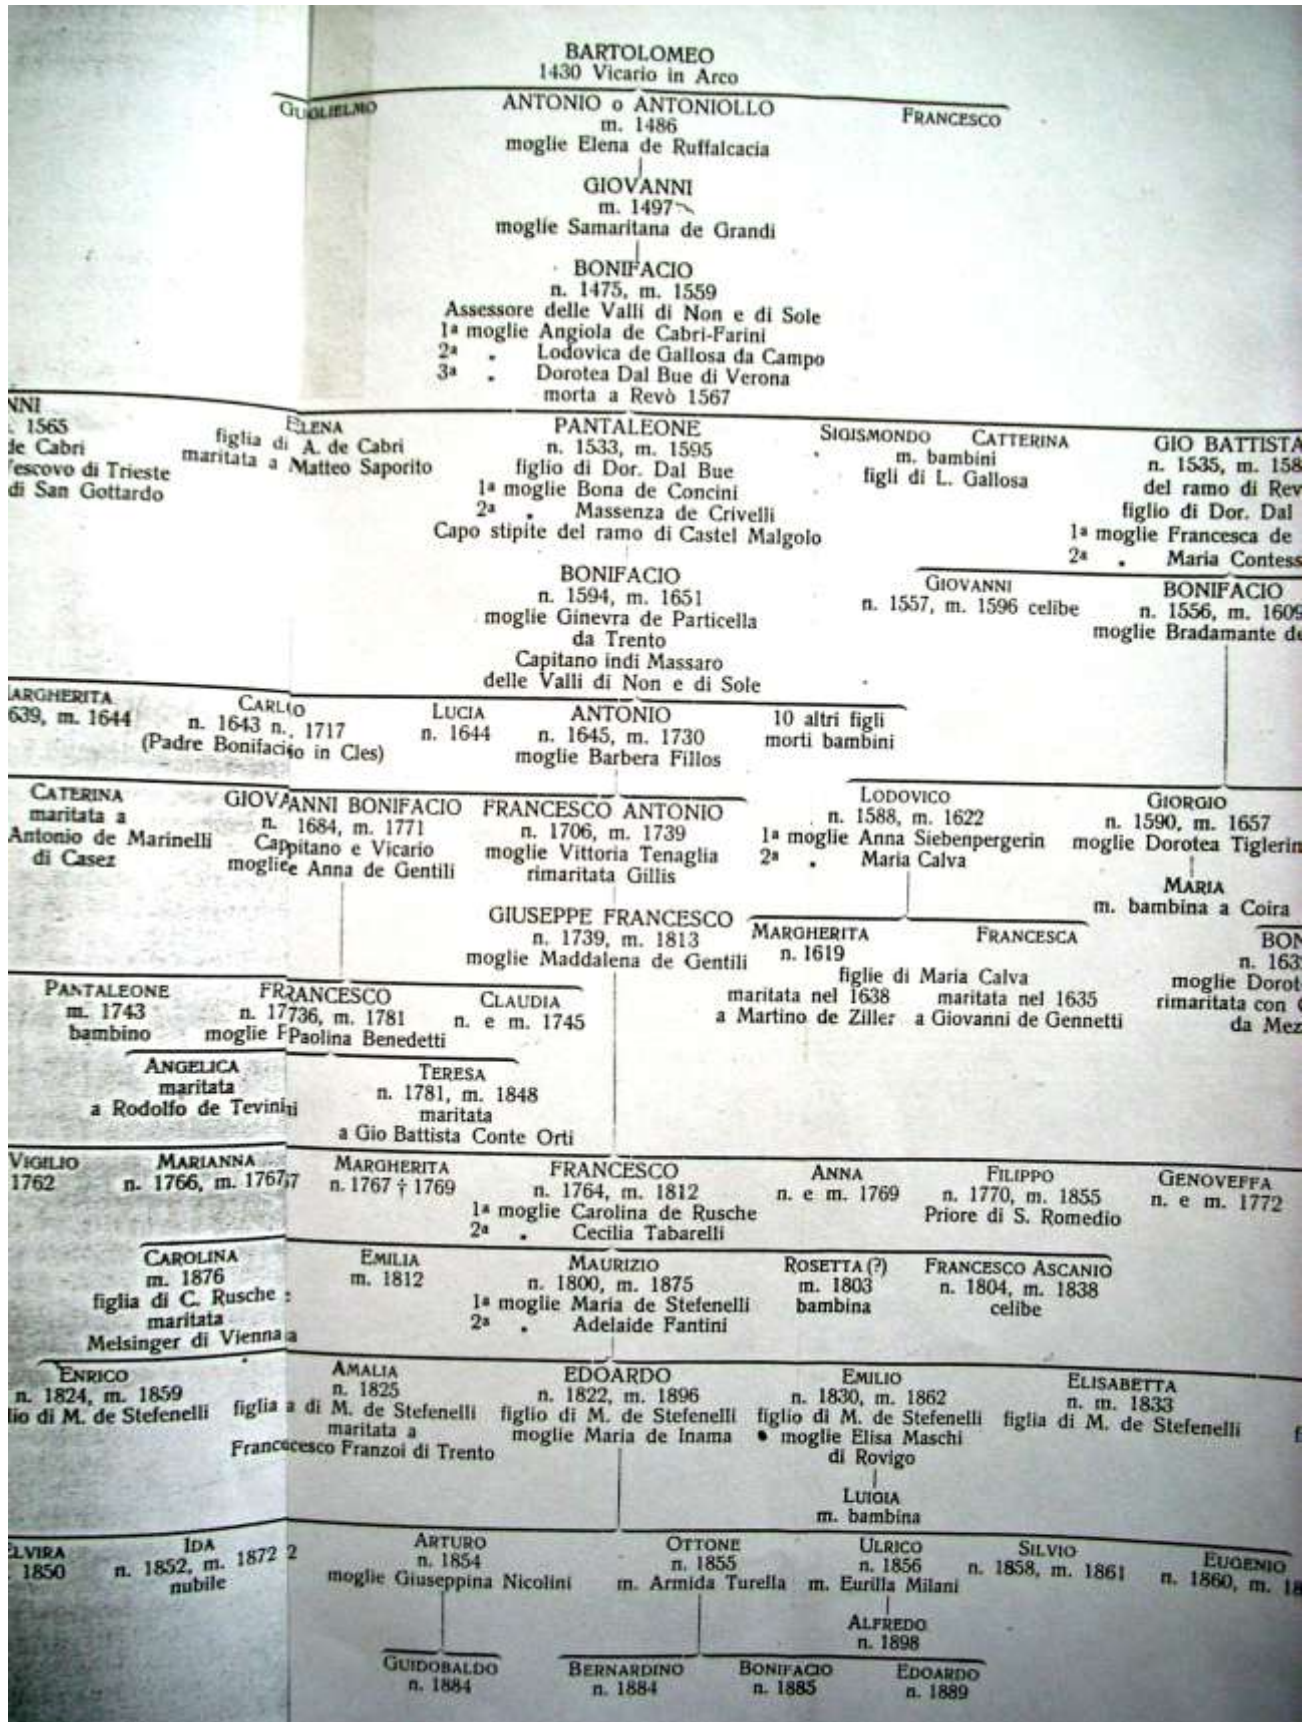 BARTOLOMEO
1430 Vicario in Arco
GUGLIELMO
ANTONIO o ANTONIOLLO
m. 1486
moglie Elena de Ruffalcacia
FRANCESCO
GIOVANNI
m. 1497
moglie Samaritana de Grandi
BONIFACIO
n. 1475, m. 1559
Assessore delle Valli di Non e di Sole
1ª moglie Angiola de Cabri-Farini
2ª „ Lodovica de Gallosa da Campo
3ª „ Dorotea Dal Bue di Verona
morta a Revò 1567
NNI
1565
de Cabri
escovo di Trieste
di San Gottardo
ELENA
figlia di A. de Cabri
maritata a Matteo Saporito
PANTALEONE
n. 1533, m. 1595
figlio di Dor. Dal Bue
1ª moglie Bona de Concini
2ª „ Massenza de Crivelli
Capo stipite del ramo di Castel Malgolo
SIGISMONDO CATTERINA
m. bambini
figli di L. Gallosa
GIO BATTISTA
n. 1535, m. 158
del ramo di Rev
figlio di Dor. Dal
1ª moglie Francesca de
2ª „ Maria Contess
BONIFACIO
n. 1594, m. 1651
moglie Ginevra de Particella
da Trento
Capitano indi Massaro
delle Valli di Non e di Sole
GIOVANNI
n. 1557, m. 1596 celibe
BONIFACIO
n. 1556, m. 1609
moglie Bradamante de
ARGHERITA
639, m. 1644
CARLO
n. 1643 n. 1717
(Padre Bonifacio in Cles)
LUCIA
n. 1644
ANTONIO
n. 1645, m. 1730
moglie Barbera Fillos
10 altri figli
morti bambini
CATERINA
maritata a
Antonio de Marinelli
di Casez
GIOVANNI BONIFACIO
n. 1684, m. 1771
Cappitano e Vicario
moglie Anna de Gentili
FRANCESCO ANTONIO
n. 1706, m. 1739
moglie Vittoria Tenaglia
rimaritata Gillis
LODOVICO
n. 1588, m. 1622
1ª moglie Anna Siebenpergerin
2ª „ Maria Calva
GIORGIO
n. 1590, m. 1657
moglie Dorotea Tiglerin
MARIA
m. bambina a Coira
GIUSEPPE FRANCESCO
n. 1739, m. 1813
moglie Maddalena de Gentili
MARGHERITA
n. 1619
FRANCESCA
figlie di Maria Calva
maritata nel 1638
a Martino de Ziller
maritata nel 1635
a Giovanni de Gennetti
BON
n. 163
moglie Dorot
rimaritata con
da Mez
PANTALEONE
m. 1743
bambino
FRANCESCO
n. 1736, m. 1781
moglie Paolina Benedetti
CLAUDIA
n. e m. 1745
ANGELICA
maritata
a Rodolfo de Tevini
TERESA
n. 1781, m. 1848
maritata
a Gio Battista Conte Orti
VIGILIO
1762
MARIANNA
n. 1766, m. 1767
MARGHERITA
n. 1767 † 1769
FRANCESCO
n. 1764, m. 1812
1ª moglie Carolina de Rusche
2ª „ Cecilia Tabarelli
ANNA
n. e m. 1769
FILIPPO
n. 1770, m. 1855
Priore di S. Romedio
GENOVEFFA
n. e m. 1772
CAROLINA
m. 1876
figlia di C. Rusche
maritata
Melsinger di Vienna
EMILIA
m. 1812
MAURIZIO
n. 1800, m. 1875
1ª moglie Maria de Stefenelli
2ª „ Adelaide Fantini
ROSETTA (?)
m. 1803
bambina
FRANCESCO ASCANIO
n. 1804, m. 1838
celibe
ENRICO
n. 1824, m. 1859
lio di M. de Stefenelli
AMALIA
n. 1825
figlia di M. de Stefenelli
maritata a
Francesco Franzoi di Trento
EDOARDO
n. 1822, m. 1896
figlio di M. de Stefenelli
moglie Maria de Inama
EMILIO
n. 1830, m. 1862
figlio di M. de Stefenelli
moglie Elisa Maschi
di Rovigo
ELISABETTA
n. m. 1833
figlia di M. de Stefenelli
LUIGIA
m. bambina
ELVIRA
1850
IDA
n. 1852, m. 1872
nubile
ARTURO
n. 1854
moglie Giuseppina Nicolini
OTTONE
n. 1855
m. Armida Turella
ULRICO
n. 1856
m. Eurilla Milani
SILVIO
n. 1858, m. 1861
EUGENIO
n. 1860, m. 18
ALFREDO
n. 1898
GUIDOBALDO
n. 1884
BERNARDINO
n. 1884
BONIFACIO
n. 1885
EDOARDO
n. 1889